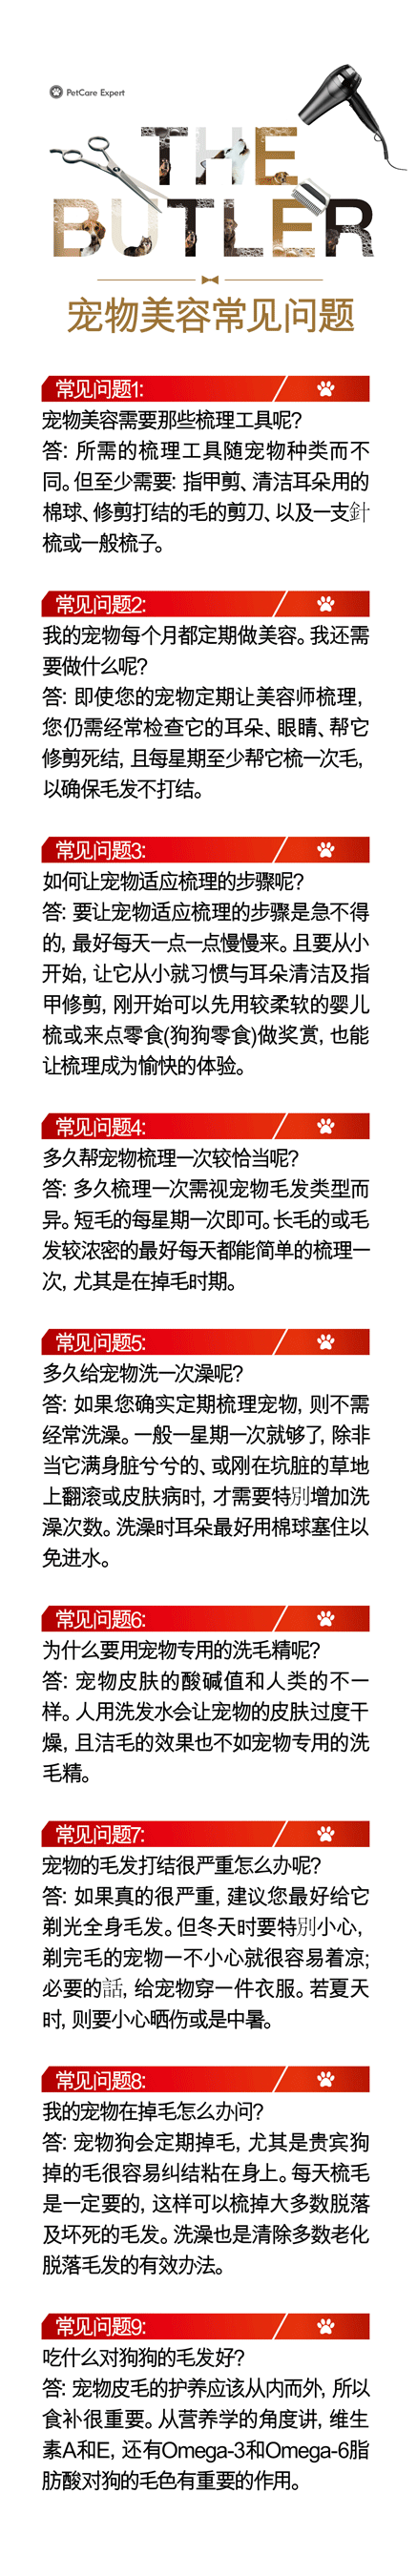 PetCare Expert
THE
BUTLER
宠物美容常见问题
常见问题1:
宠物美容需要那些梳理工具呢?
答: 所需的梳理工具随宠物种类而不
同。但至少需要: 指甲剪、清洁耳朵用的
棉球、修剪打结的毛的剪刀、以及一支針
梳或一般梳子。
常见问题2:
我的宠物每个月都定期做美容。我还需
要做什么呢?
答: 即使您的宠物定期让美容师梳理,
您仍需经常检查它的耳朵、眼睛、帮它
修剪死结, 且每星期至少帮它梳一次毛,
以确保毛发不打结。
常见问题3:
如何让宠物适应梳理的步骤呢?
答: 要让宠物适应梳理的步骤是急不得
的, 最好每天一点一点慢慢来。且要从小
开始, 让它从小就习惯与耳朵清洁及指
甲修剪, 刚开始可以先用较柔软的婴儿
梳或来点零食(狗狗零食)做奖赏, 也能
让梳理成为愉快的体验。
常见问题4:
多久帮宠物梳理一次较恰当呢?
答: 多久梳理一次需视宠物毛发类型而
异。短毛的每星期一次即可。长毛的或毛
发较浓密的最好每天都能简单的梳理一
次, 尤其是在掉毛时期。
常见问题5:
多久给宠物洗一次澡呢?
答: 如果您确实定期梳理宠物, 则不需
经常洗澡。一般一星期一次就够了, 除非
当它满身脏兮兮的、或刚在坑脏的草地
上翻滚或皮肤病时, 才需要特別增加洗
澡次数。洗澡时耳朵最好用棉球塞住以
免进水。
常见问题6:
为什么要用宠物专用的洗毛精呢?
答: 宠物皮肤的酸碱值和人类的不一
样。人用洗发水会让宠物的皮肤过度干
燥, 且洁毛的效果也不如宠物专用的洗
毛精。
常见问题7:
宠物的毛发打结很严重怎么办呢?
答: 如果真的很严重, 建议您最好给它
剃光全身毛发。但冬天时要特別小心,
剃完毛的宠物一不小心就很容易着凉;
必要的話, 给宠物穿一件衣服。若夏天
时, 则要小心晒伤或是中暑。
常见问题8:
我的宠物在掉毛怎么办问?
答: 宠物狗会定期掉毛, 尤其是贵宾狗
掉的毛很容易纠结粘在身上。每天梳毛
是一定要的, 这样可以梳掉大多数脱落
及坏死的毛发。洗澡也是清除多数老化
脱落毛发的有效办法。
常见问题9:
吃什么对狗狗的毛发好?
答: 宠物皮毛的护养应该从内而外, 所以
食补很重要。从营养学的角度讲, 维生
素A和E, 还有Omega-3和Omega-6脂
肪酸对狗的毛色有重要的作用。